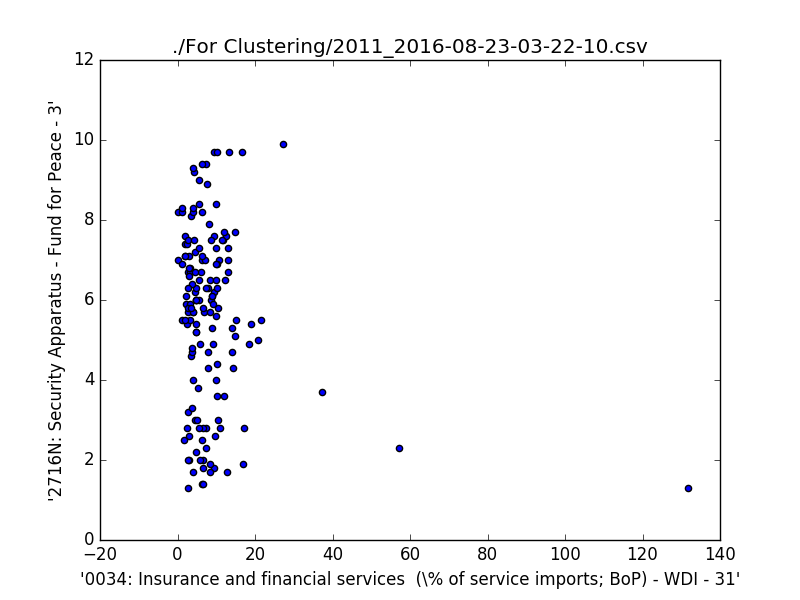 ./For Clustering/2011_2016-08-23-03-22-10.csv
12
10
8
6
4
2
0
'2716N: Security Apparatus - Fund for Peace - 3'
−20 0 20 40 60 80 100 120 140
'0034: Insurance and financial services  (\% of service imports; BoP) - WDI - 31'